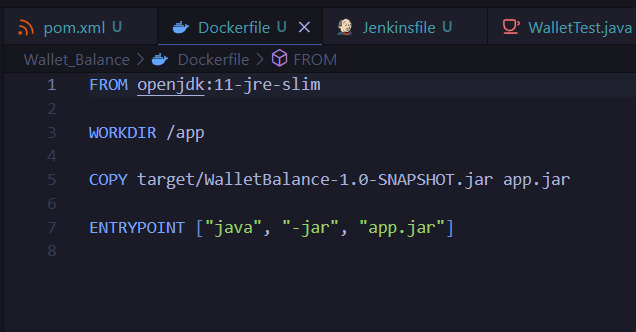 pom.xml U Dockerfile U Jenkinsfile U WalletTest.java
Wallet_Balance > Dockerfile > FROM
1 FROM openjdk:11-jre-slim
2
3 WORKDIR /app
4
5 COPY target/WalletBalance-1.0-SNAPSHOT.jar app.jar
6
7 ENTRYPOINT ["java", "-jar", "app.jar"]
8